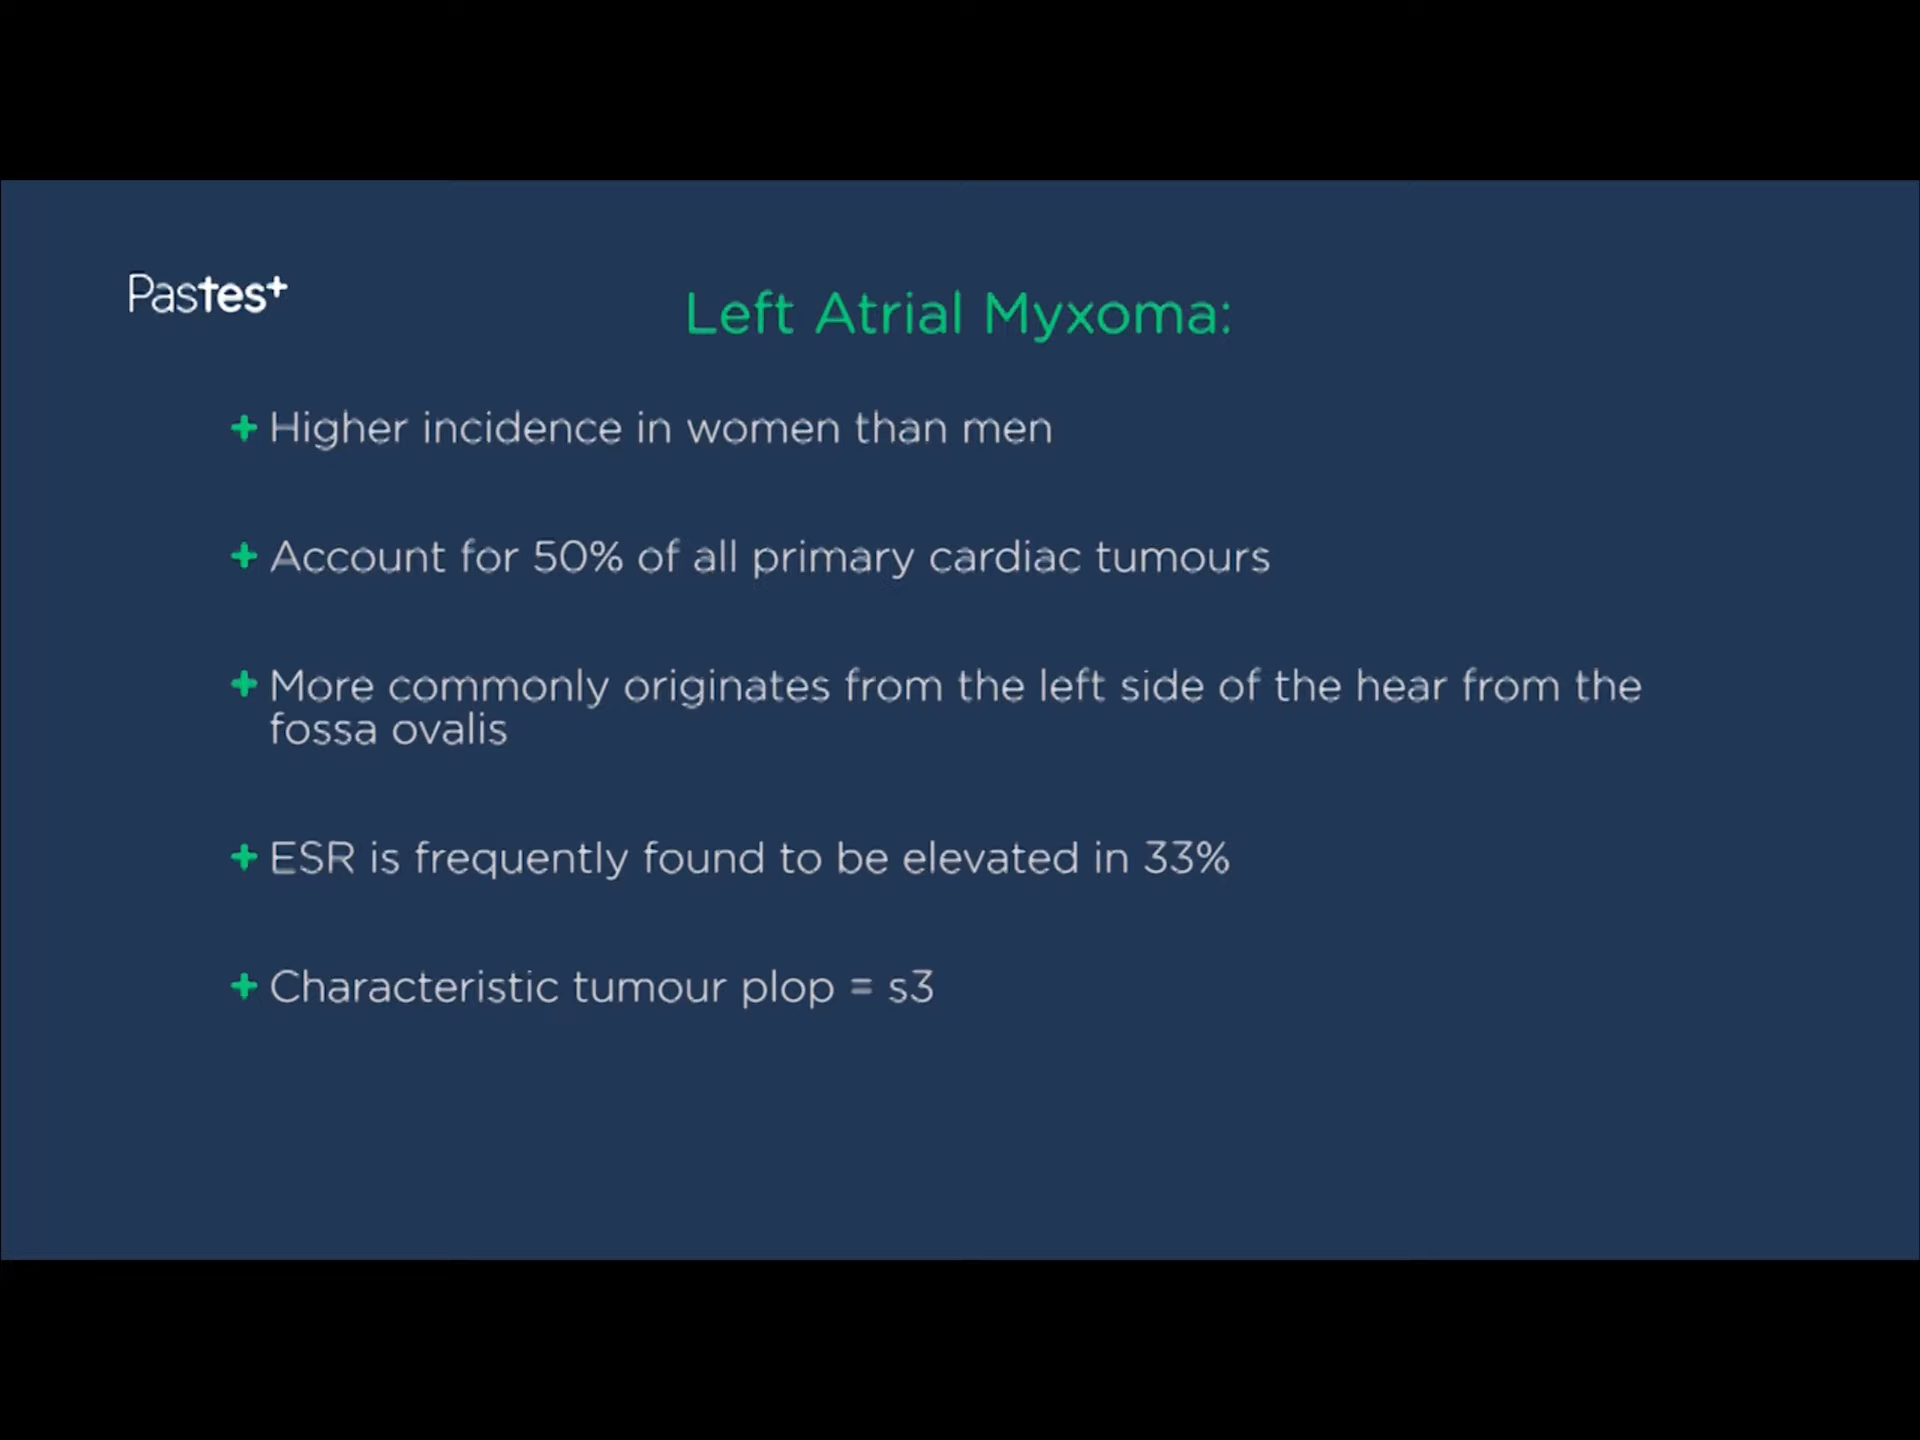 Pastest
Left Atrial Myxoma:
+ Higher incidence in women than men
+ Account for 50% of all primary cardiac tumours
+ More commonly originates from the left side of the hear from the
fossa ovalis
+ ESR is frequently found to be elevated in 33%
+ Characteristic tumour plop = s3